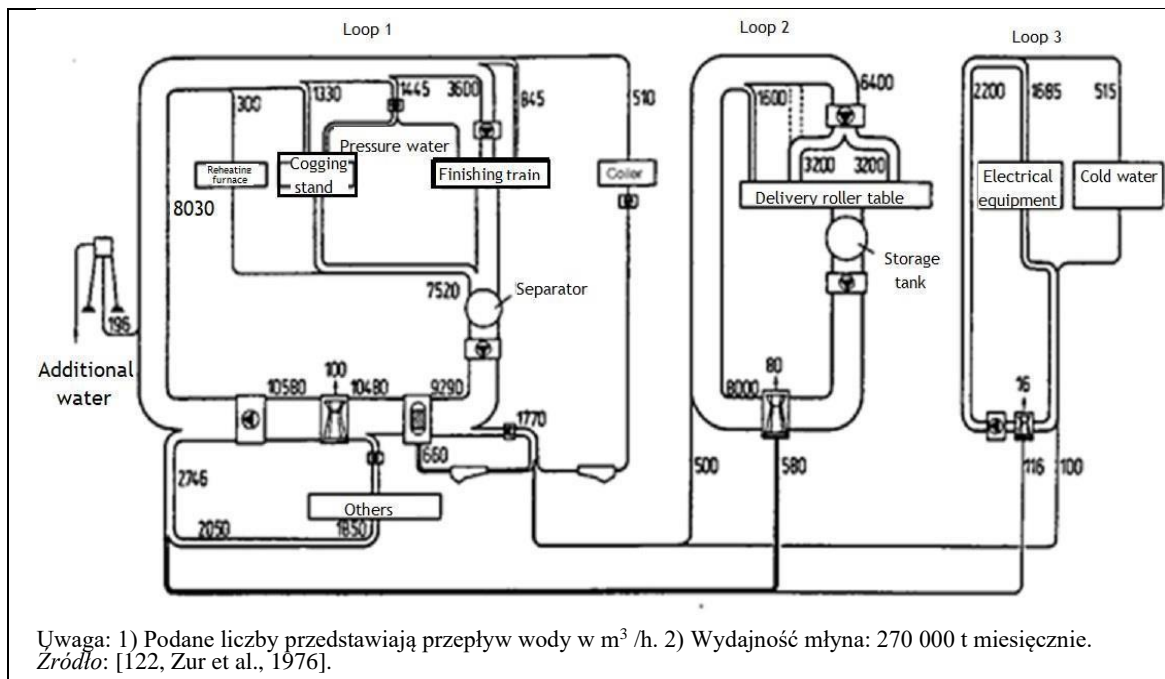 Loop 1
Loop 2
Loop 3
300
1330
1445
3600
845
510
1600
6400
2200
1685
515
Pressure water
Reheating
furnace
Cogging
stand
Finishing train
Coiler
3200
3200
Delivery roller table
Electrical
equipment
Cold water
8030
7520
Separator
Storage
tank
196
Additional
water
10580
100
10480
9290
1770
660
8000
80
16
2746
Others
2050
1850
500
580
116
100
Uwaga: 1) Podane liczby przedstawiają przepływ wody w m³ /h. 2) Wydajność młyna: 270 000 t miesięcznie.
Źródło: [122, Zur et al., 1976].